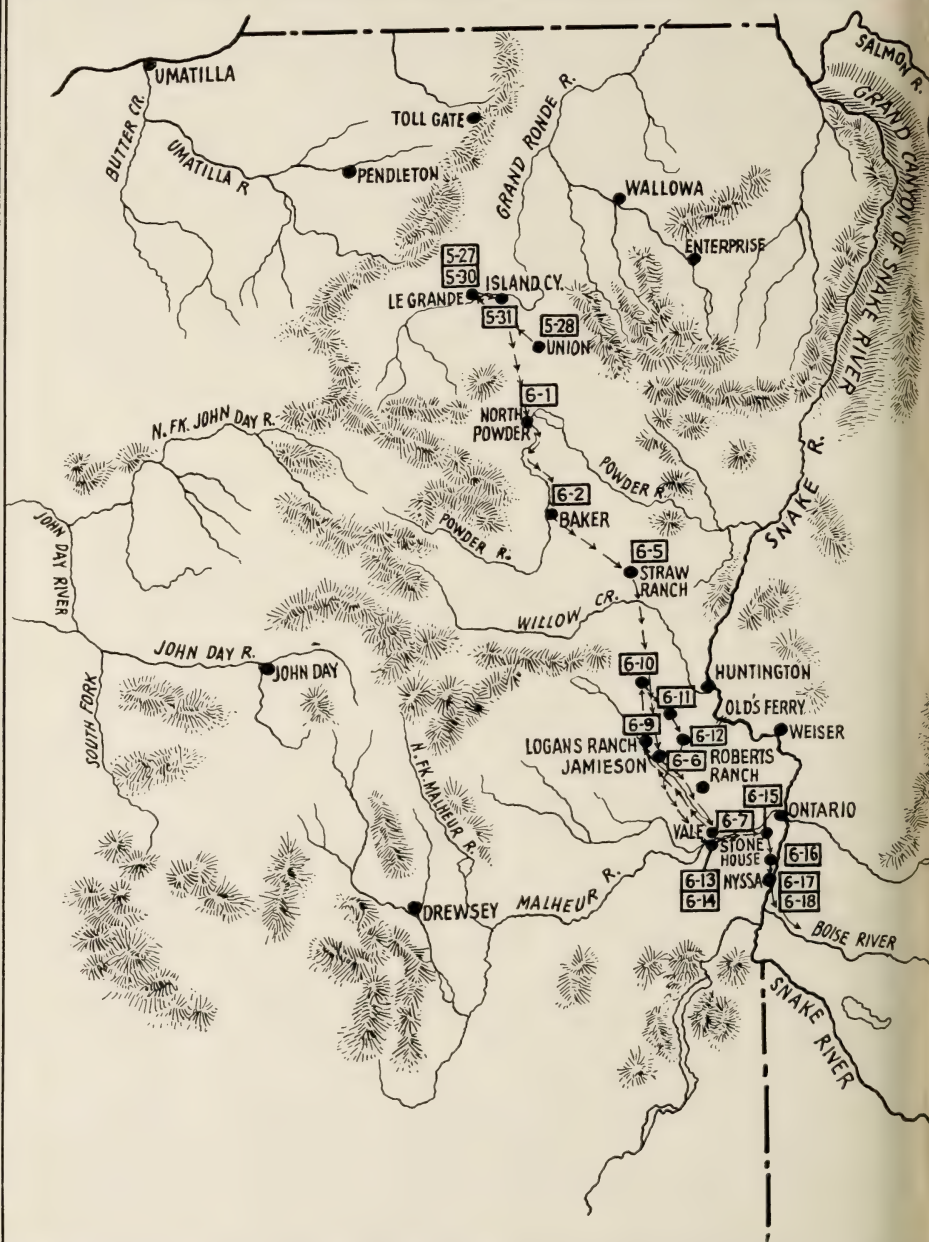 SALMON R.
UMATILLA
GRAND CANYON OF SNAKE RIVER
TOLL GATE
GRAND RONDE R.
BUTTER CR.
UMATILLA R
PENDLETON
WALLOWA
ENTERPRISE
5-27
5-30
ISLAND CY.
LE GRANDE
5-31
5-28
UNION
6-1
NORTH
POWDER
N. FK. JOHN DAY R.
SNAKE R.
POWDER R.
6-2
BAKER
JOHN DAY RIVER
POWDER R.
6-5
STRAW
RANCH
WILLOW CR.
JOHN DAY R.
JOHN DAY
SOUTH FORK
6-10
HUNTINGTON
6-11
OLD'S FERRY
6-9
6-12
WEISER
LOGANS RANCH
JAMIESON
6-6
ROBERTS
RANCH
N. FK. MALHEUR R.
6-15
ONTARIO
VALE
6-7
STONE
HOUSE
6-16
6-13
6-14
NYSSA
6-17
6-18
DREWSEY
MALHEUR R.
BOISE RIVER
SNAKE RIVER